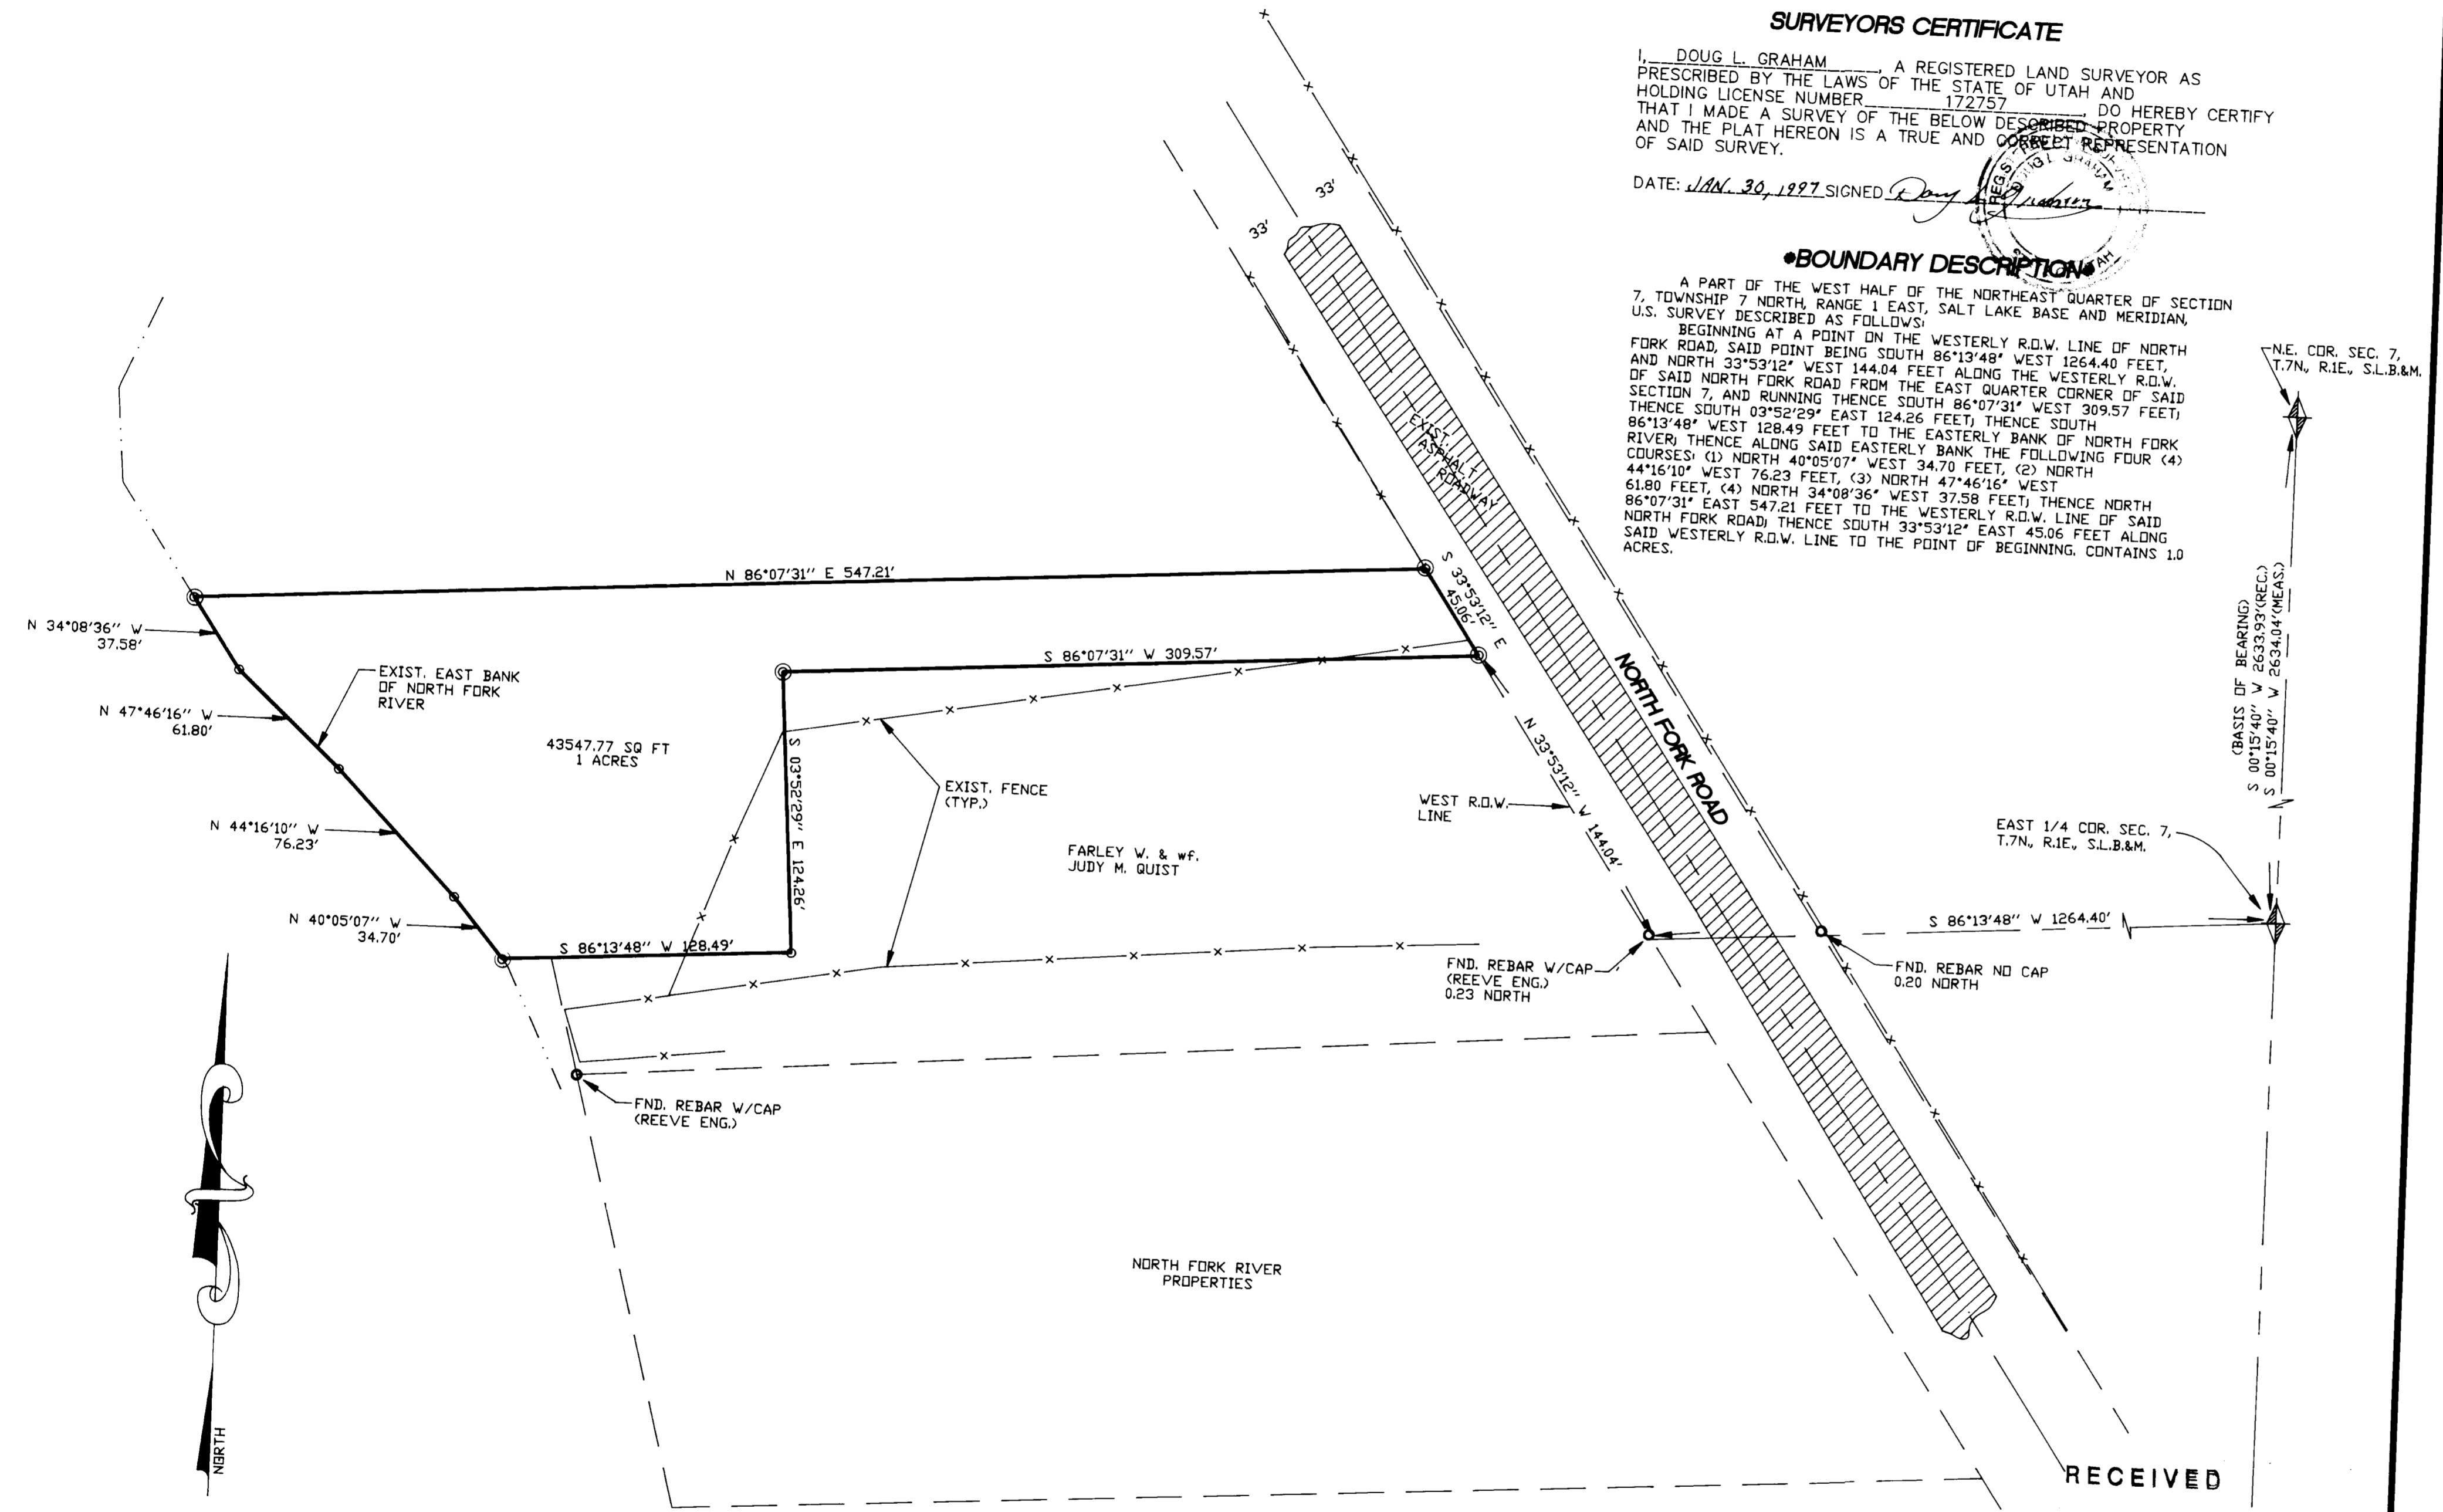 SURVEYORS CERTIFICATE
I, DOUG L. GRAHAM, A REGISTERED LAND SURVEYOR AS
PRESCRIBED BY THE LAWS OF THE STATE OF UTAH AND
HOLDING LICENSE NUMBER 172757, DO HEREBY CERTIFY
THAT I MADE A SURVEY OF THE BELOW DESCRIBED PROPERTY
AND THE PLAT HEREON IS A TRUE AND CORRECT REPRESENTATION
OF SAID SURVEY.
DATE: JAN. 30, 1997 SIGNED
BOUNDARY DESCRIPTION
A PART OF THE WEST HALF OF THE NORTHEAST QUARTER OF SECTION
7, TOWNSHIP 7 NORTH, RANGE 1 EAST, SALT LAKE BASE AND MERIDIAN,
U.S. SURVEY DESCRIBED AS FOLLOWS:
BEGINNING AT A POINT ON THE WESTERLY R.O.W. LINE OF NORTH
FORK ROAD, SAID POINT BEING SOUTH 86°13'48" WEST 1264.40 FEET,
AND NORTH 33°53'12" WEST 144.04 FEET ALONG THE WESTERLY R.O.W.
OF SAID NORTH FORK ROAD FROM THE EAST QUARTER CORNER OF SAID
SECTION 7, AND RUNNING THENCE SOUTH 86°07'31" WEST 309.57 FEET;
THENCE SOUTH 03°52'29" EAST 124.26 FEET; THENCE SOUTH
86°13'48" WEST 128.49 FEET TO THE EASTERLY BANK OF NORTH FORK
RIVER; THENCE ALONG SAID EASTERLY BANK THE FOLLOWING FOUR (4)
COURSES: (1) NORTH 40°05'07" WEST 34.70 FEET, (2) NORTH
44°16'10" WEST 76.23 FEET, (3) NORTH 47°46'16" WEST
61.80 FEET, (4) NORTH 34°08'36" WEST 37.58 FEET; THENCE NORTH
86°07'31" EAST 547.21 FEET TO THE WESTERLY R.O.W. LINE OF SAID
NORTH FORK ROAD; THENCE SOUTH 33°53'12" EAST 45.06 FEET ALONG
SAID WESTERLY R.O.W. LINE TO THE POINT OF BEGINNING. CONTAINS 1.0
ACRES.
33'
33'
N.E. COR. SEC. 7,
T.7N., R.1E., S.L.B.&M.
EXIST.
ASPHALT
ROADWAY
N 86°07'31" E 547.21'
S 33°53'12" E
45.06'
N 34°08'36" W
37.58'
EXIST. EAST BANK
OF NORTH FORK
RIVER
S 86°07'31" W 309.57'
N 47°46'16" W
61.80'
43547.77 SQ FT
1 ACRES
S 03°52'29" E 124.26'
EXIST. FENCE
(TYP.)
N 33°53'12" W 144.04'
NORTH FORK ROAD
(BASIS OF BEARING)
S 00°15'40" W 2633.93'(REC.)
S 00°15'40" W 2634.04'(MEAS.)
WEST R.O.W.
LINE
N 44°16'10" W
76.23'
FARLEY W. & wf.
JUDY M. QUIST
EAST 1/4 COR. SEC. 7,
T.7N., R.1E., S.L.B.&M.
N 40°05'07" W
34.70'
S 86°13'48" W 128.49'
S 86°13'48" W 1264.40'
FND. REBAR W/CAP
(REEVE ENG.)
0.23 NORTH
FND. REBAR NO CAP
0.20 NORTH
FND. REBAR W/CAP
(REEVE ENG.)
NORTH FORK RIVER
PROPERTIES
NORTH
RECEIVED